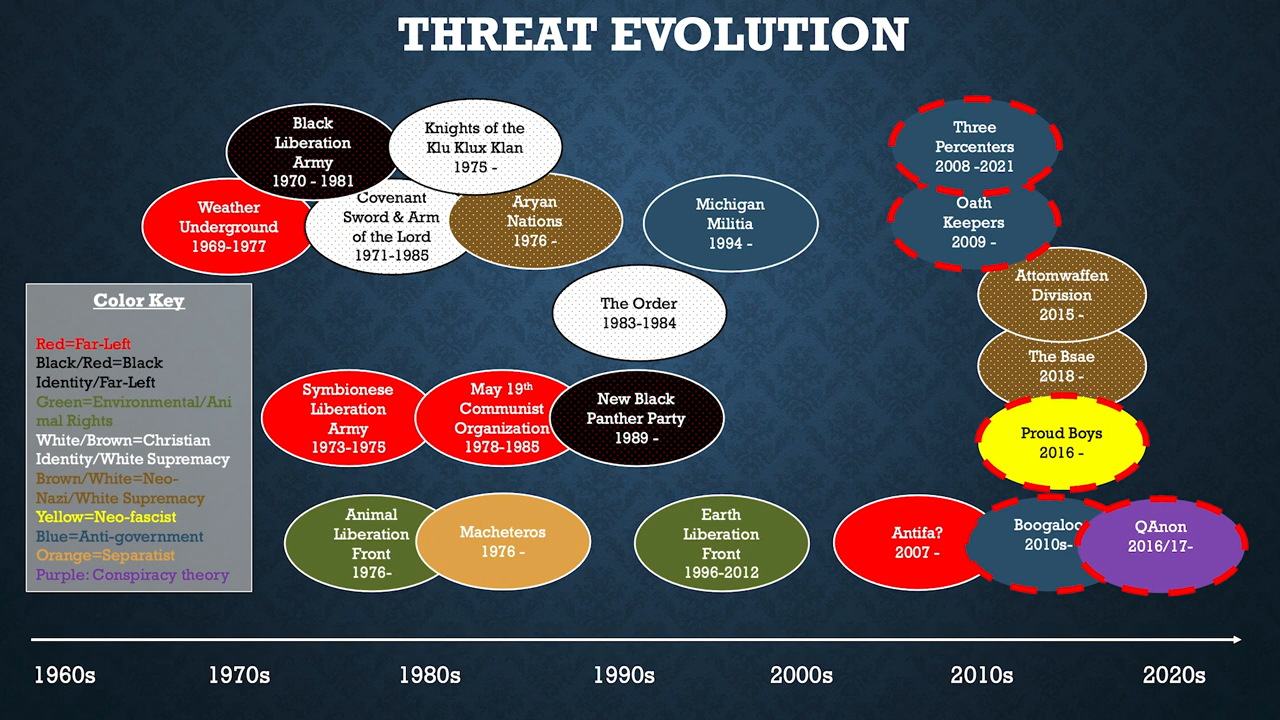 THREAT EVOLUTION
Black
Liberation
Army
1970 - 1981
Knights of the
Klu Klux Klan
1975 -
Three
Percenters
2008 -2021
Weather
Underground
1969-1977
Covenant
Sword & Arm
of the Lord
1971-1985
Aryan
Nations
1976 -
Michigan
Militia
1994 -
Oath
Keepers
2009 -
The Order
1983-1984
Attomwaffen
Division
2015 -
The Bsae
2018 -
Color Key
Red=Far-Left
Black/Red=Black
Identity/Far-Left
Green=Environmental/Ani
mal Rights
White/Brown=Christian
Identity/White Supremacy
Brown/White=Neo-
Nazi/White Supremacy
Yellow=Neo-fascist
Blue=Anti-government
Orange=Separatist
Purple: Conspiracy theory
Symbionese
Liberation
Army
1973-1975
May 19th
Communist
Organization
1978-1985
New Black
Panther Party
1989 -
Proud Boys
2016 -
Animal
Liberation
Front
1976-
Macheteros
1976 -
Earth
Liberation
Front
1996-2012
Antifa?
2007 -
Boogaloo
2010s-
QAnon
2016/17-
1960s
1970s
1980s
1990s
2000s
2010s
2020s